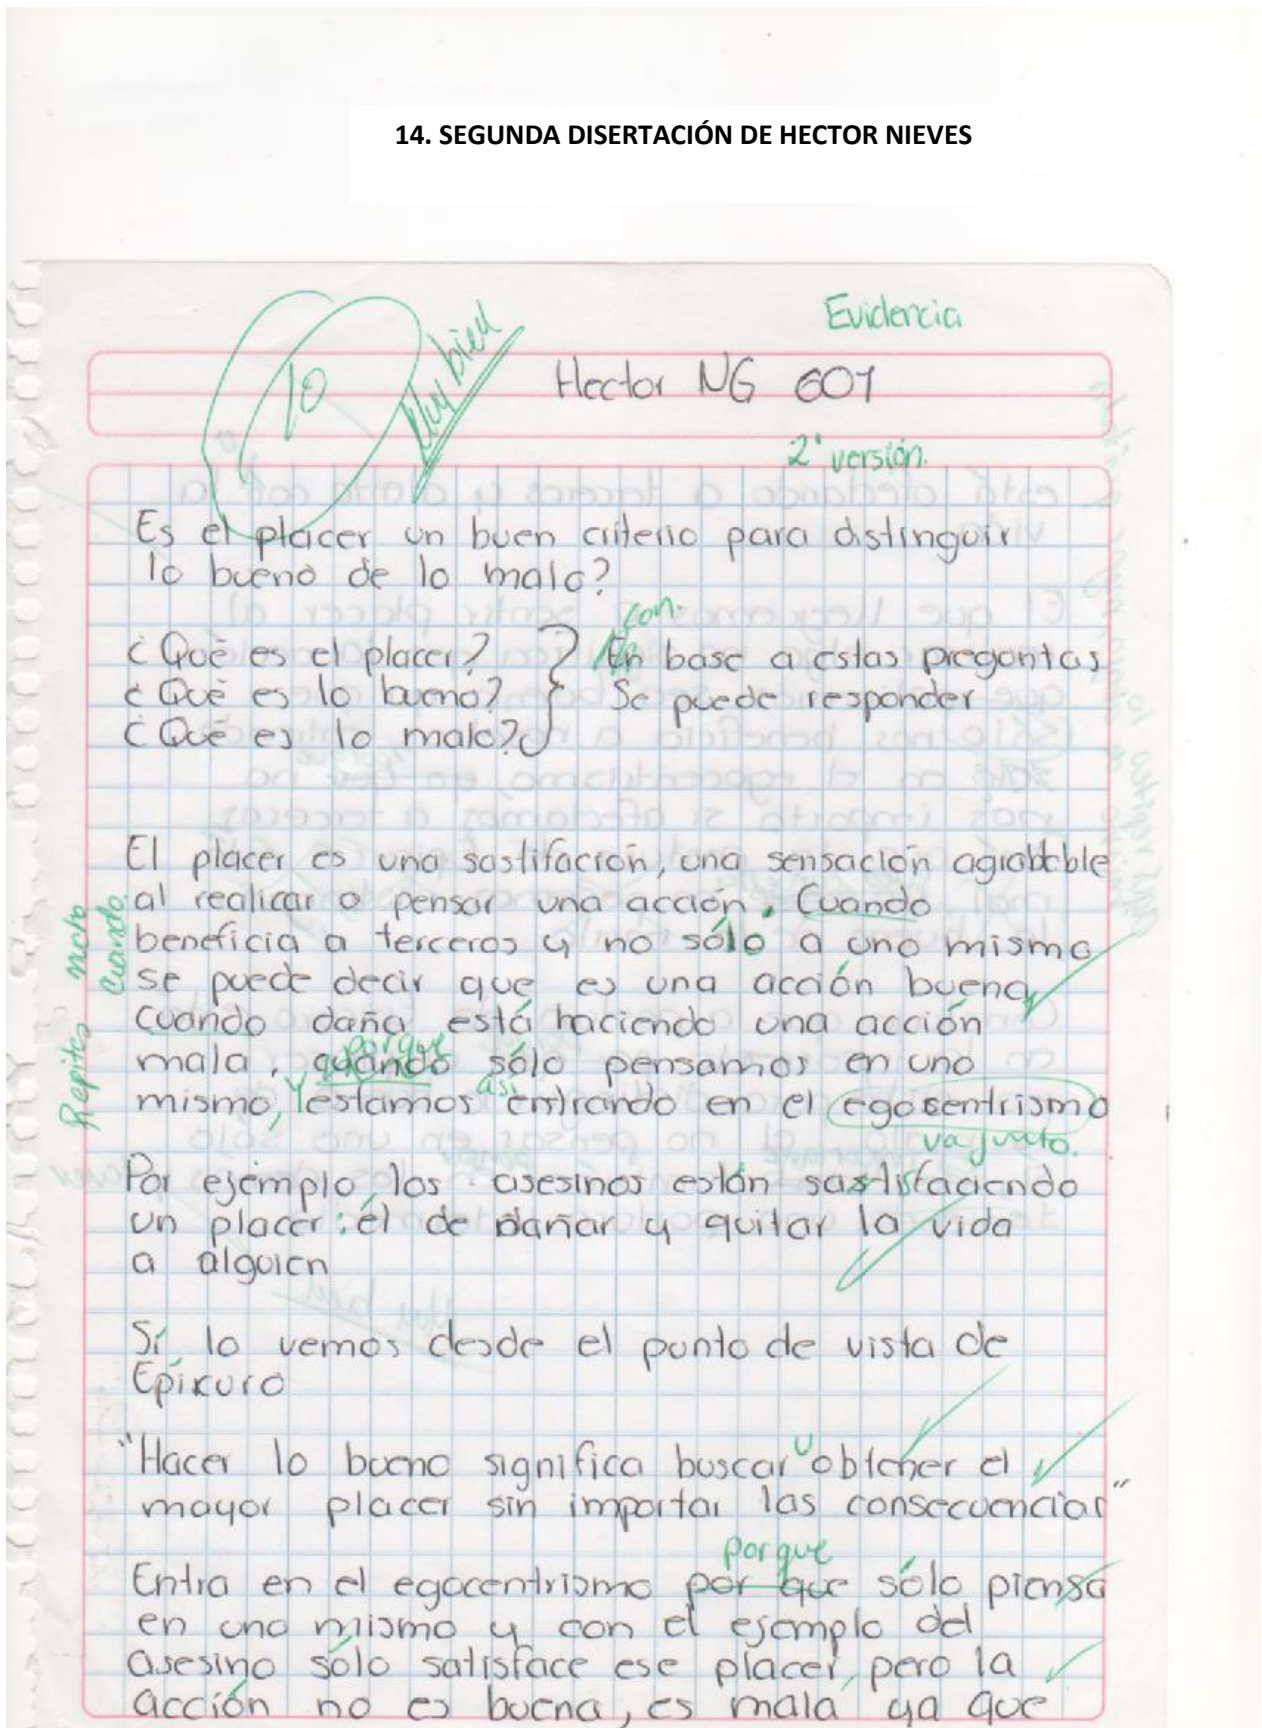 14. SEGUNDA DISERTACIÓN DE HECTOR NIEVES
Evidencia
10 Muy bien
Hector NG 601
2ª versión.
Es el placer un buen criterio para distinguir
lo bueno de lo malo?
con.
¿Qué es el placer? } En base a estas preguntas
¿Qué es lo bueno? Se puede responder
¿Qué es lo malo?
El placer es una sastifación, una sensación agradable
al realicar o pensar una acción. Cuando
beneficia a terceros y no sólo a uno mismo
se puede decir que es una acción buena,
cuando daña está haciendo una acción
porque
mala, cuando sólo pensamos en uno
mismo, y estamos así entrando en el egosentrismo
va junto.
Repites mucho cuando
Por ejemplo, los asesinos están sastisfaciendo
un placer: él de dañar y quitar la vida
a alguien
Sí lo vemos desde el punto de vista de
Epíkuro
"Hacer lo bueno significa buscar u obtener el
mayor placer sin importar las consecuencias"
porque
Entra en el egocentrismo por que sólo piensa
en uno mismo y con el ejemplo del
asesino sólo satisface ese placer, pero la
acción no es buena, es mala ya que